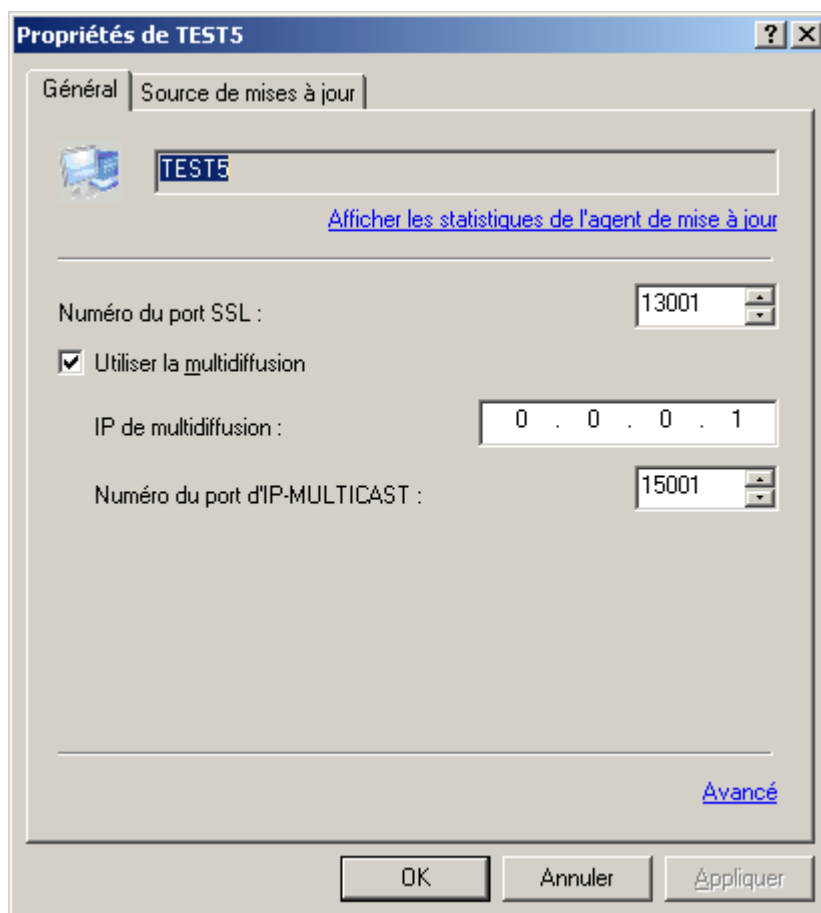 Propriétés de TEST5
Général
Source de mises à jour
TEST5
Afficher les statistiques de l'agent de mise à jour
Numéro du port SSL : 13001
Utiliser la multidiffusion
IP de multidiffusion : 0 . 0 . 0 . 1
Numéro du port d'IP-MULTICAST : 15001
Avancé
OK Annuler Appliquer